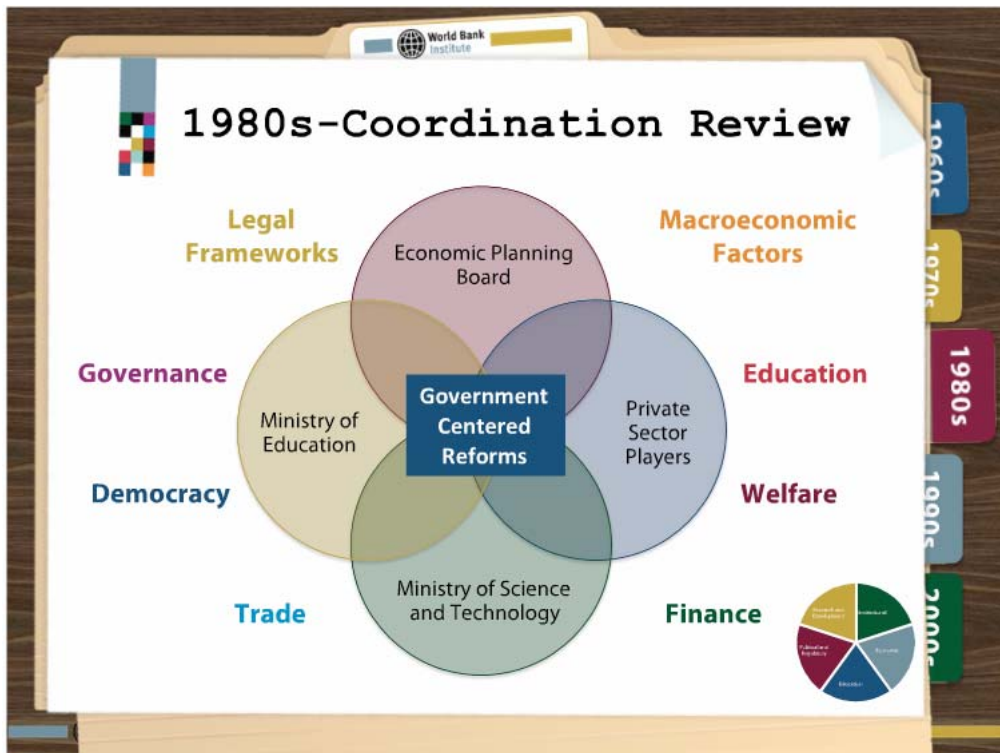 World Bank
Institute
1980s-Coordination Review
Legal
Frameworks
Macroeconomic
Factors
Economic Planning
Board
Governance
Education
Ministry of
Education
Government
Centered
Reforms
Private
Sector
Players
Democracy
Welfare
Ministry of Science
and Technology
Trade
Finance
1960s
1970s
1980s
1990s
2000s
Education